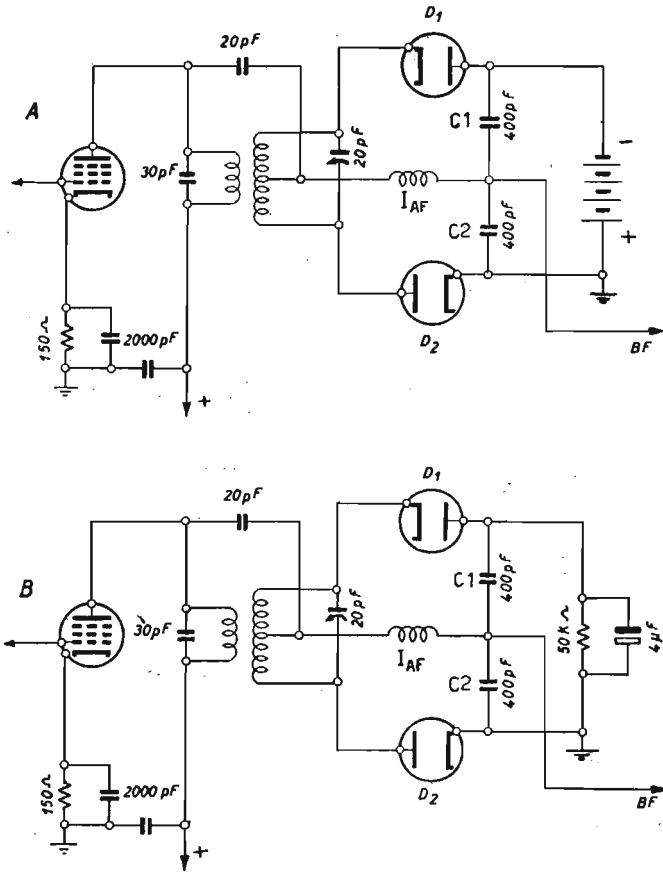 D1
20pF
A
30pF
20pF
C1
400pF
-
IAF
C2
400pF
+
D2
BF
150Ω
2000pF
+
D1
20pF
B
30pF
20pF
C1
400pF
50KΩ
4μF
IAF
C2
400pF
D2
BF
150Ω
2000pF
+